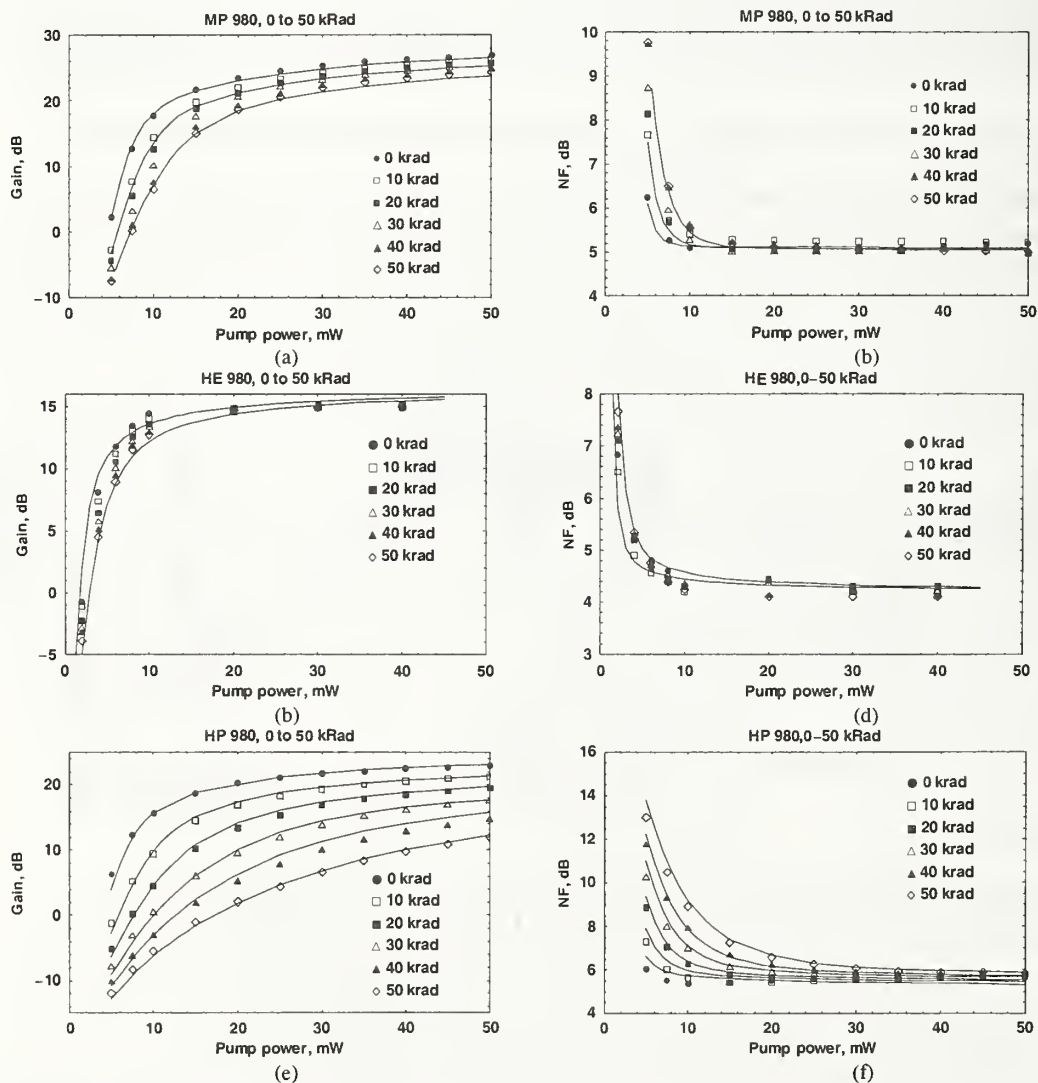 MP 980, 0 to 50 kRad
30
20
10
0
−10
Gain, dB
0 krad
10 krad
20 krad
30 krad
40 krad
50 krad
0 10 20 30 40 50
Pump power, mW
(a)
MP 980, 0 to 50 kRad
10
9
8
7
6
5
4
NF, dB
0 krad
10 krad
20 krad
30 krad
40 krad
50 krad
0 10 20 30 40 50
Pump power, mW
(b)
HE 980, 0 to 50 kRad
15
10
5
0
−5
Gain, dB
0 krad
10 krad
20 krad
30 krad
40 krad
50 krad
0 10 20 30 40 50
Pump power, mW
(b)
HE 980,0−50 kRad
8
7
6
5
4
3
NF, dB
0 krad
10 krad
20 krad
30 krad
40 krad
50 krad
0 10 20 30 40 50
Pump power, mW
(d)
HP 980, 0 to 50 kRad
20
10
0
−10
Gain, dB
0 krad
10 krad
20 krad
30 krad
40 krad
50 krad
0 10 20 30 40 50
Pump power, mW
(e)
HP 980,0−50 kRad
16
14
12
10
8
6
4
NF, dB
0 krad
10 krad
20 krad
30 krad
40 krad
50 krad
0 10 20 30 40 50
Pump power, mW
(f)